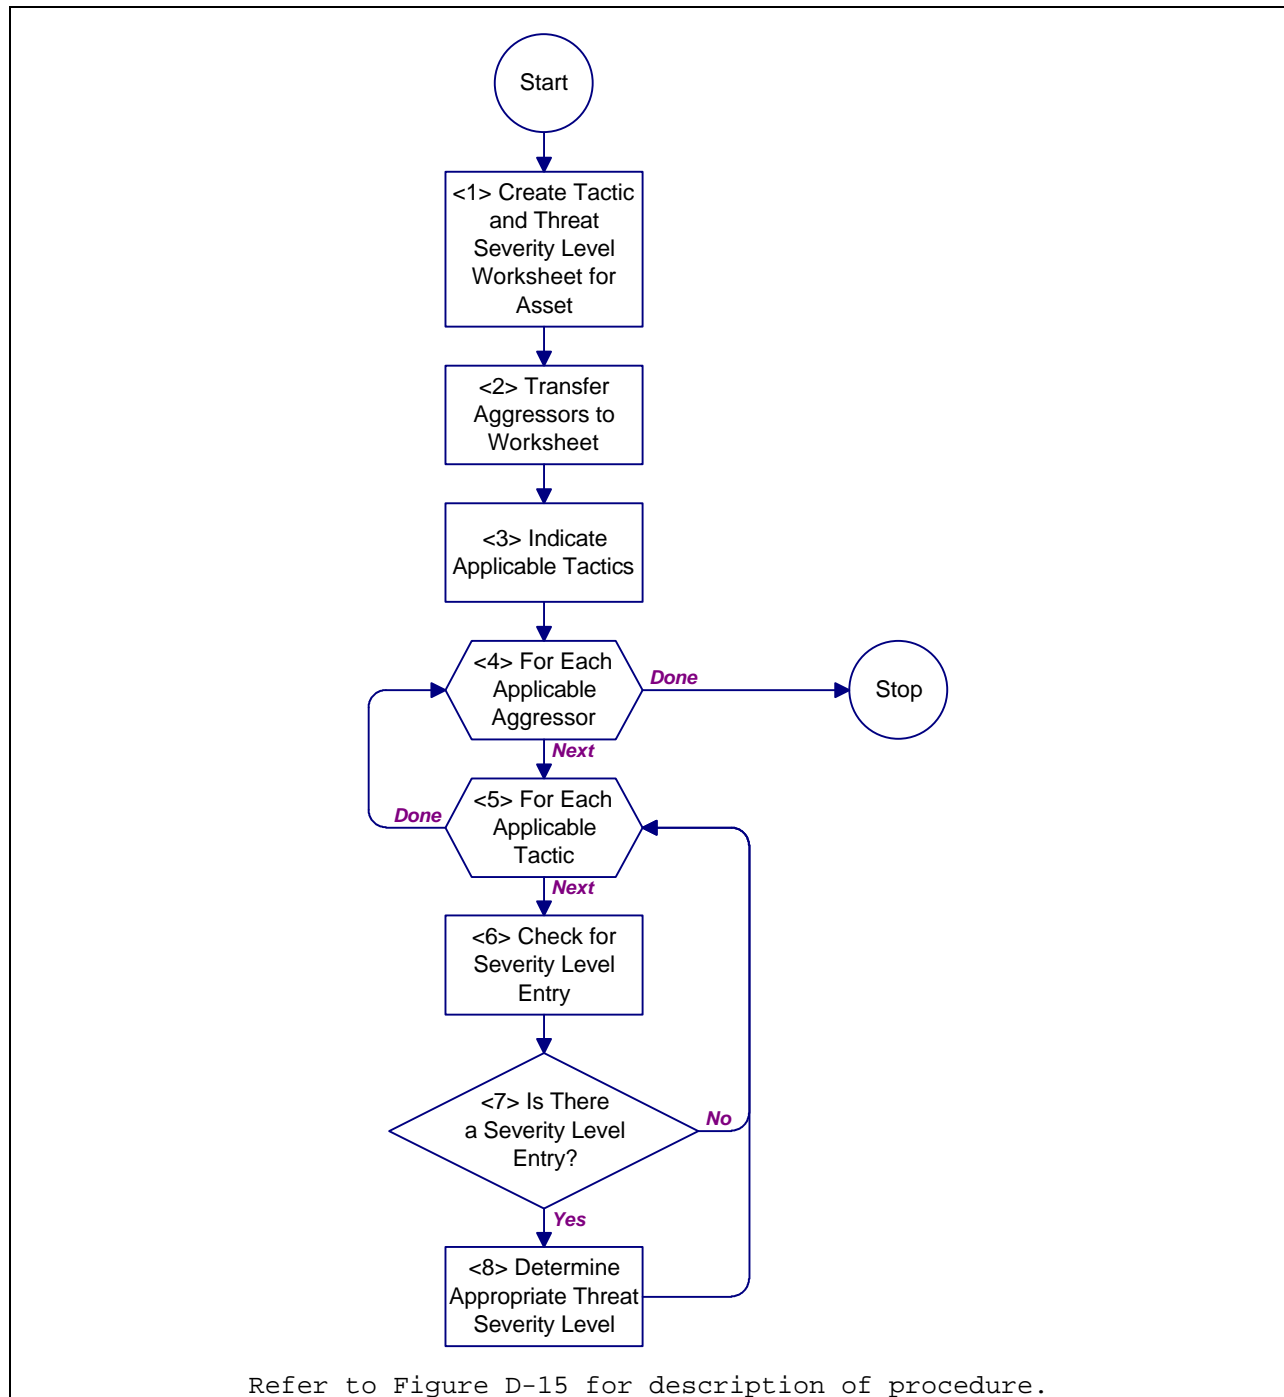 Start
<1> Create Tactic
and Threat
Severity Level
Worksheet for
Asset
<2> Transfer
Aggressors to
Worksheet
<3> Indicate
Applicable Tactics
<4> For Each
Applicable
Aggressor
Done
Stop
Next
<5> For Each
Applicable
Tactic
Done
Next
<6> Check for
Severity Level
Entry
<7> Is There
a Severity Level
Entry?
No
Yes
<8> Determine
Appropriate Threat
Severity Level
Refer to Figure D-15 for description of procedure.